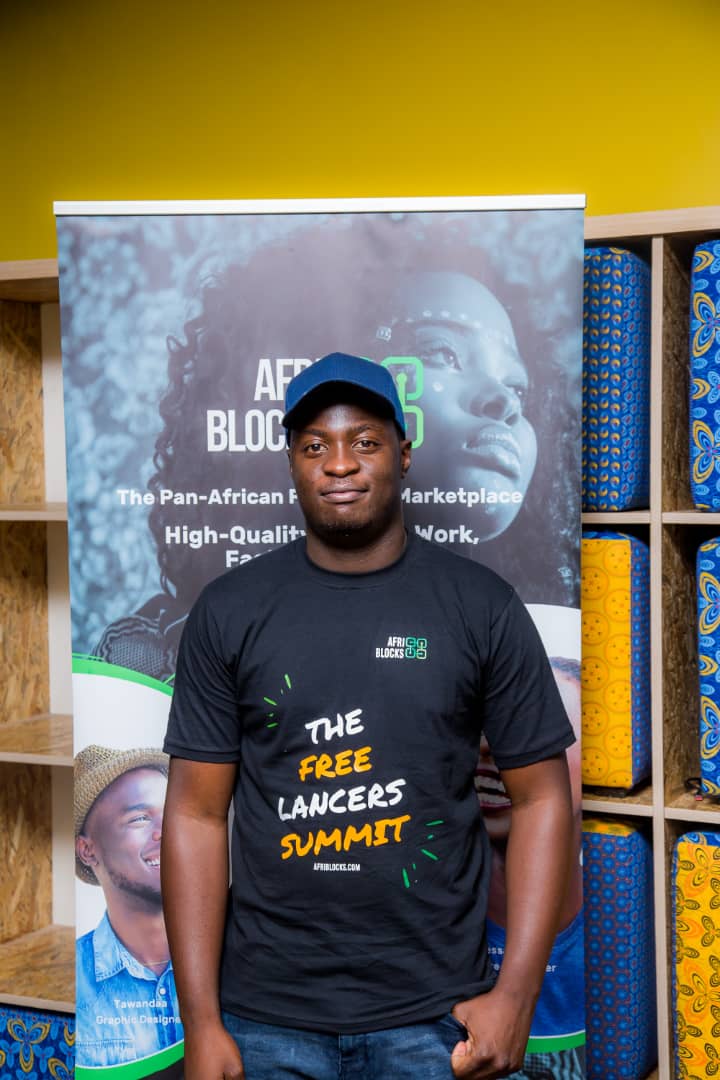 AFRI
BLOC
The Pan-African Marketplace
High-Quality Work,
AFRI
BLOCKS
THE
FREE
LANCERS
SUMMIT
AFRIBLOCKS.COM
Tawandaa
Graphic Designe